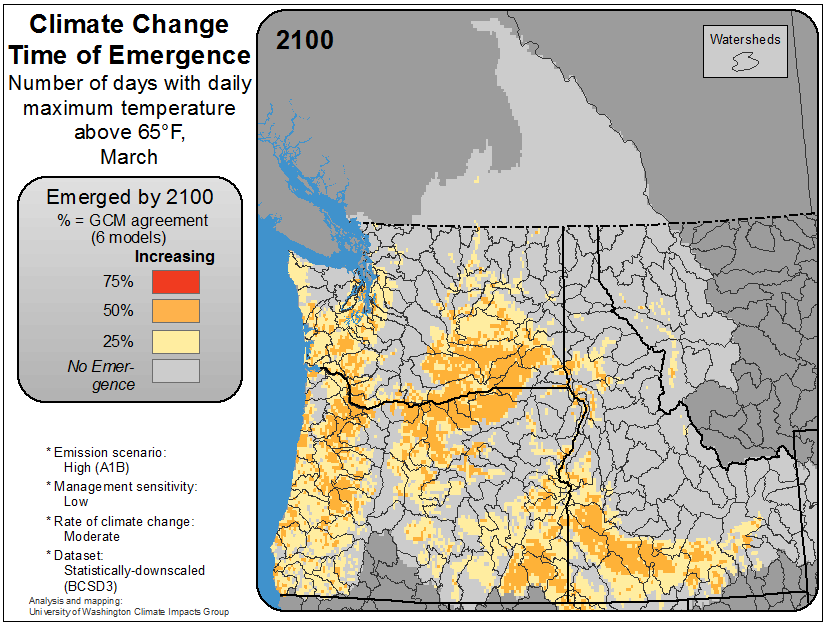 Climate Change
Time of Emergence
Number of days with daily
maximum temperature
above 65°F,
March
Emerged by 2100
% = GCM agreement
(6 models)
Increasing
75%
50%
25%
No Emer-
gence
* Emission scenario:
High (A1B)
* Management sensitivity:
Low
* Rate of climate change:
Moderate
* Dataset:
Statistically-downscaled
(BCSD3)
Analysis and mapping:
University of Washington Climate Impacts Group
2100
Watersheds